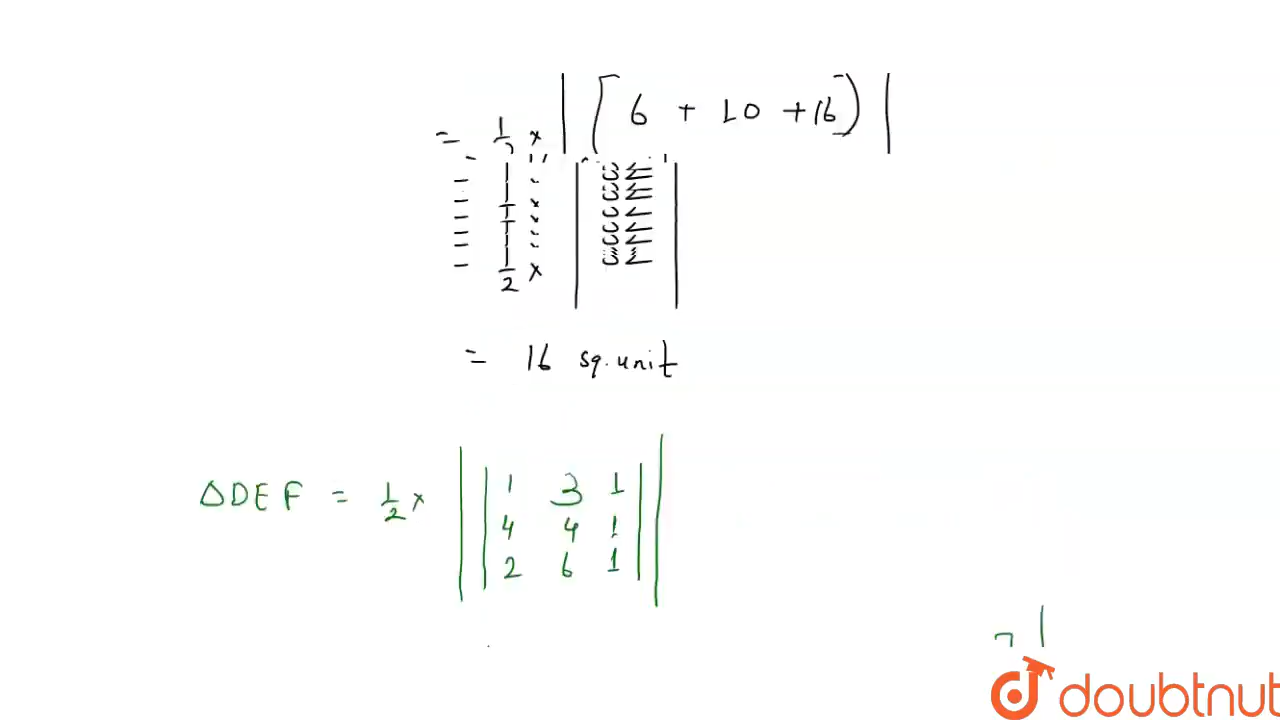 = 1/2 × | [ 6 + 10 + 16 ] |
= 1/2 × | 32 |
= 16 sq. unit
ΔDEF = 1/2 × | | 1 3 1 |
| 4 4 1 |
| 2 6 1 | |
doubtnut